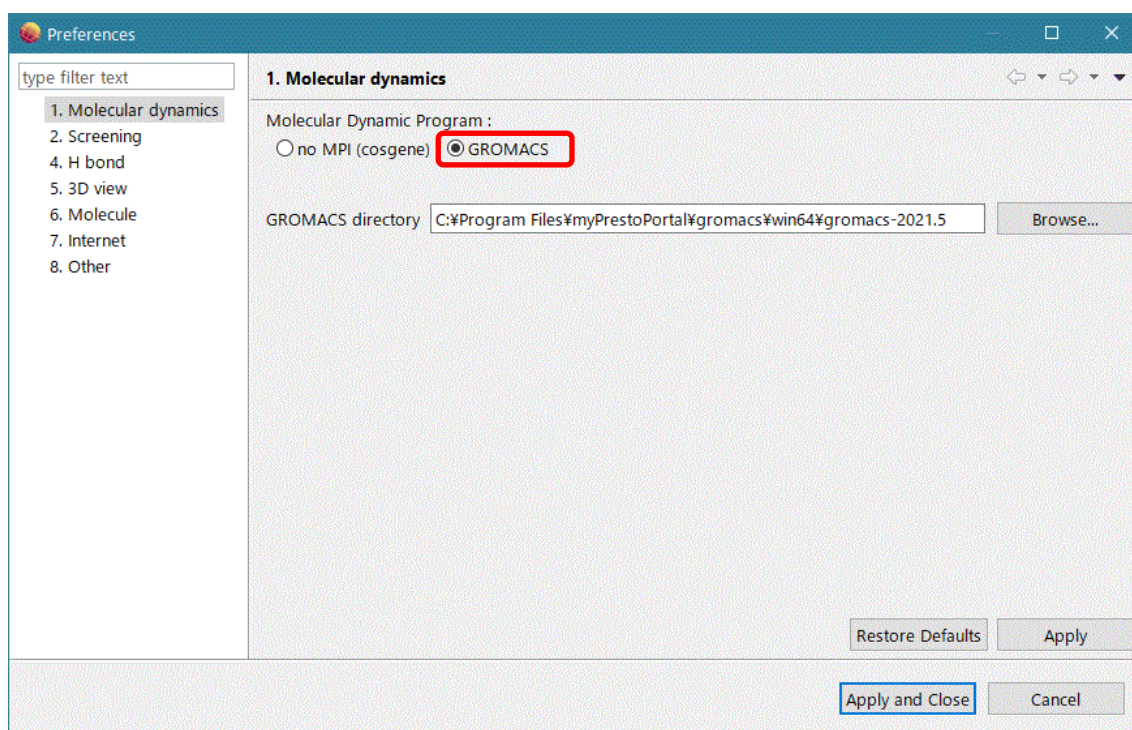 Preferences
type filter text
1. Molecular dynamics
2. Screening
4. H bond
5. 3D view
6. Molecule
7. Internet
8. Other
1. Molecular dynamics
Molecular Dynamic Program :
no MPI (cosgene) GROMACS
GROMACS directory C:¥Program Files¥myPrestoPortal¥gromacs¥win64¥gromacs-2021.5 Browse...
Restore Defaults Apply
Apply and Close Cancel